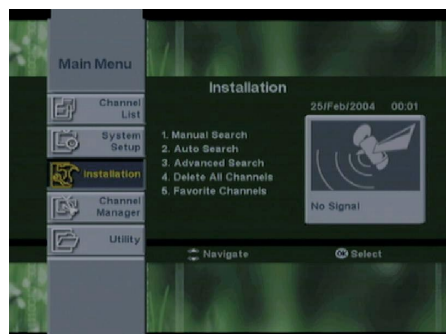 Main Menu
Installation
25/Feb/2004 00:01
Channel
List
System
Setup
Installation
Channel
Manager
Utility
1. Manual Search
2. Auto Search
3. Advanced Search
4. Delete All Channels
5. Favorite Channels
No Signal
Navigate
OK Select